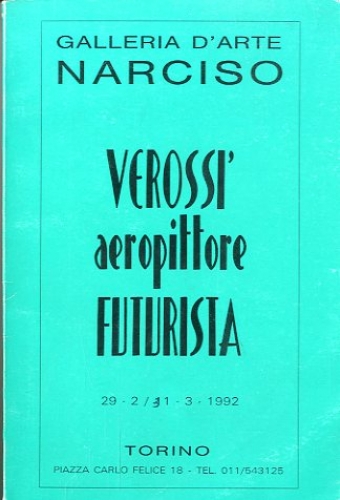 GALLERIA D'ARTE
NARCISO
VEROSSI'
aeropittore
FUTURISTA
29 - 2 / 31 - 3 - 1992
TORINO
PIAZZA CARLO FELICE 18 - TEL. 011/543125